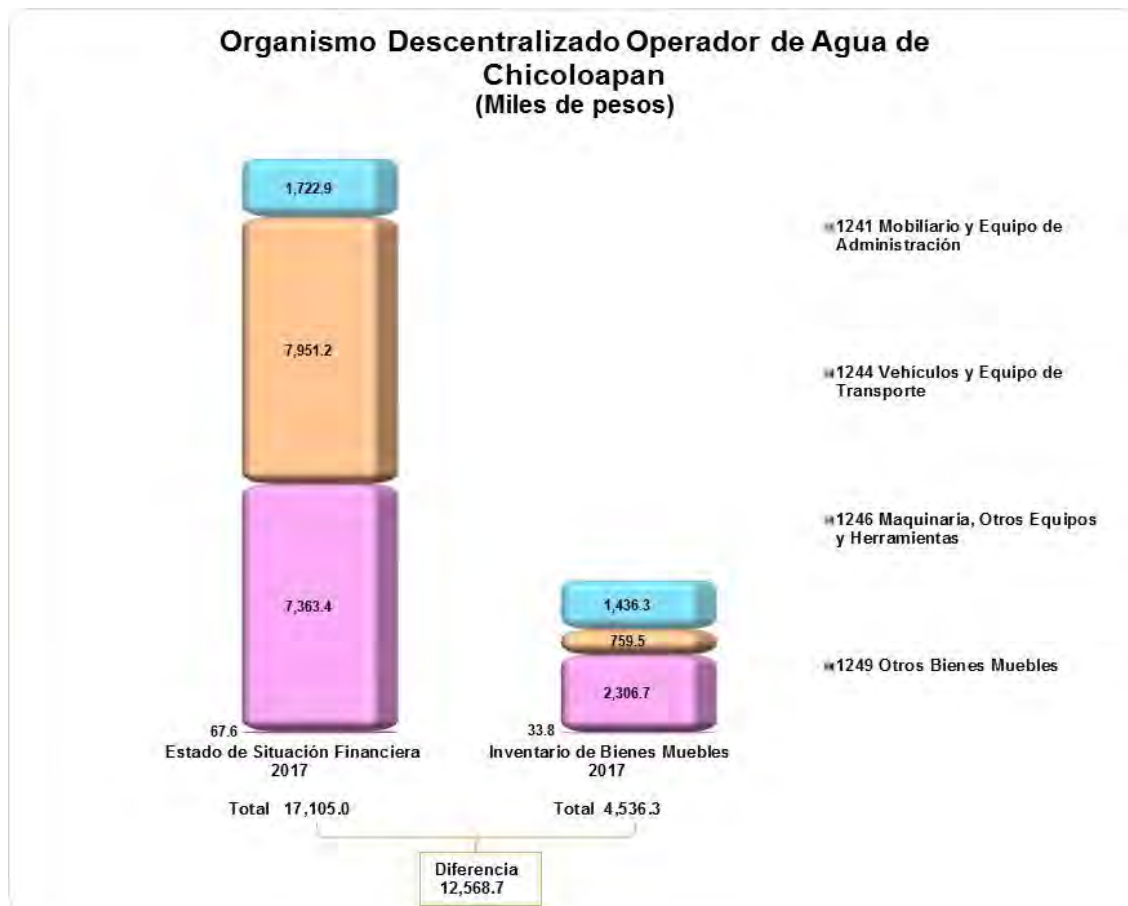 Organismo Descentralizado Operador de Agua de
Chicoloapan
(Miles de pesos)
1,722.9
7,951.2
7,363.4
67.6
1,436.3
759.5
2,306.7
33.8
Estado de Situación Financiera
2017
Inventario de Bienes Muebles
2017
Total 17,105.0
Total 4,536.3
Diferencia
12,568.7
1241 Mobiliario y Equipo de
Administración
1244 Vehículos y Equipo de
Transporte
1246 Maquinaria, Otros Equipos
y Herramientas
1249 Otros Bienes Muebles